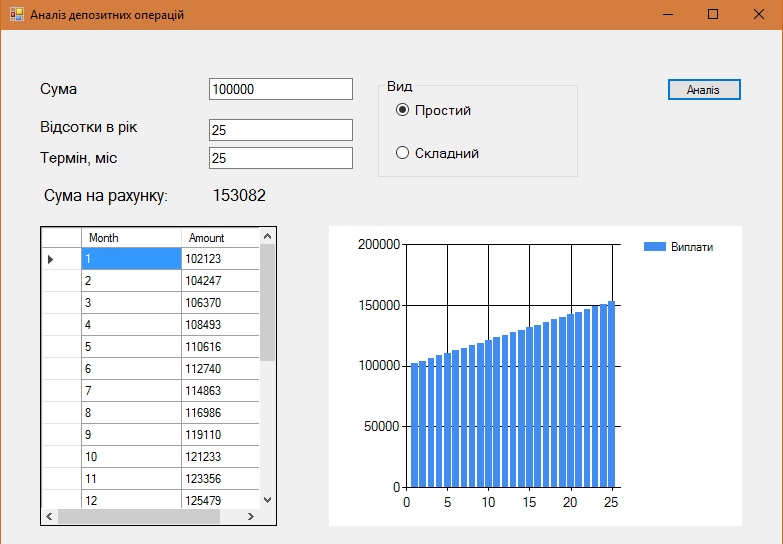 Аналіз депозитних операцій
Сума 100000
Вид
Аналіз
Простий
Відсотки в рік 25
Складний
Термін, міс 25
Сума на рахунку: 153082
Month Amount
1 102123
2 104247
3 106370
4 108493
5 110616
6 112740
7 114863
8 116986
9 119110
10 121233
11 123356
12 125479
200000
150000
100000
50000
0
0 5 10 15 20 25
Виплати